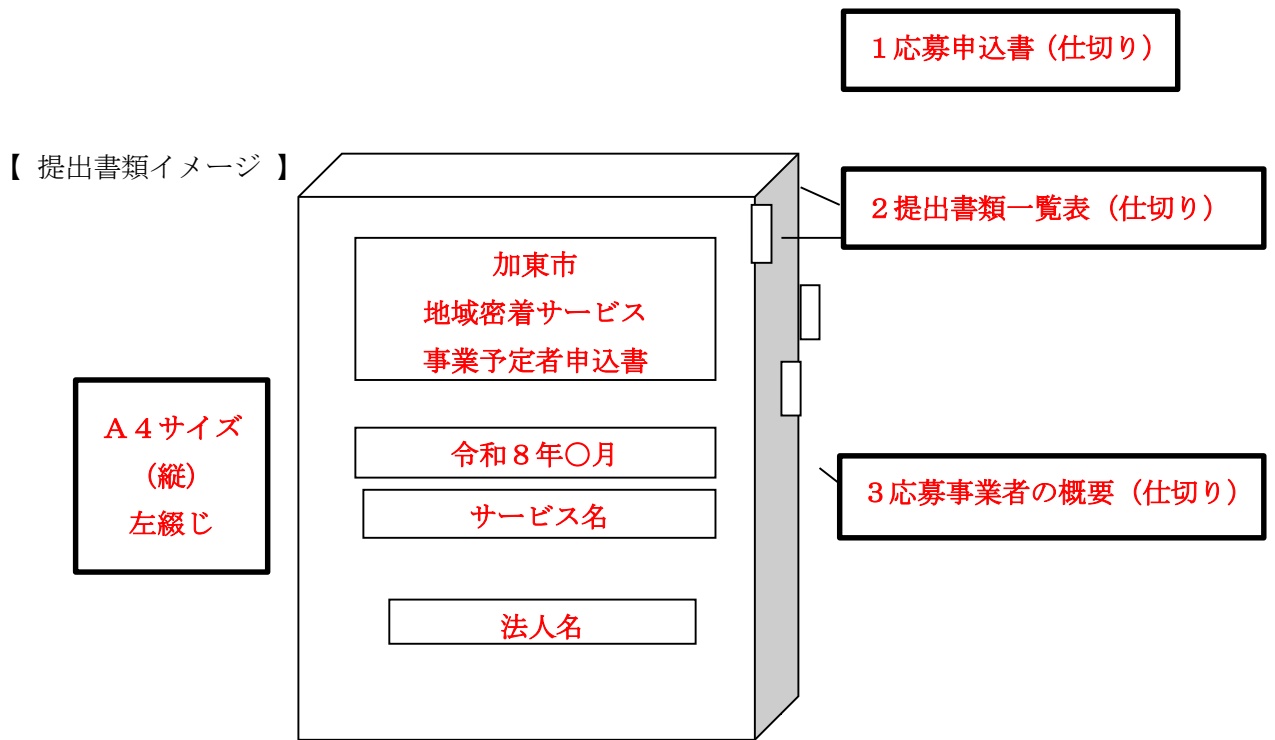 １応募申込書（仕切り）
【 提出書類イメージ 】
２提出書類一覧表（仕切り）
加東市
地域密着サービス
事業予定者申込書
Ａ４サイズ
（縦）
左綴じ
令和８年〇月
サービス名
３応募事業者の概要（仕切り）
法人名